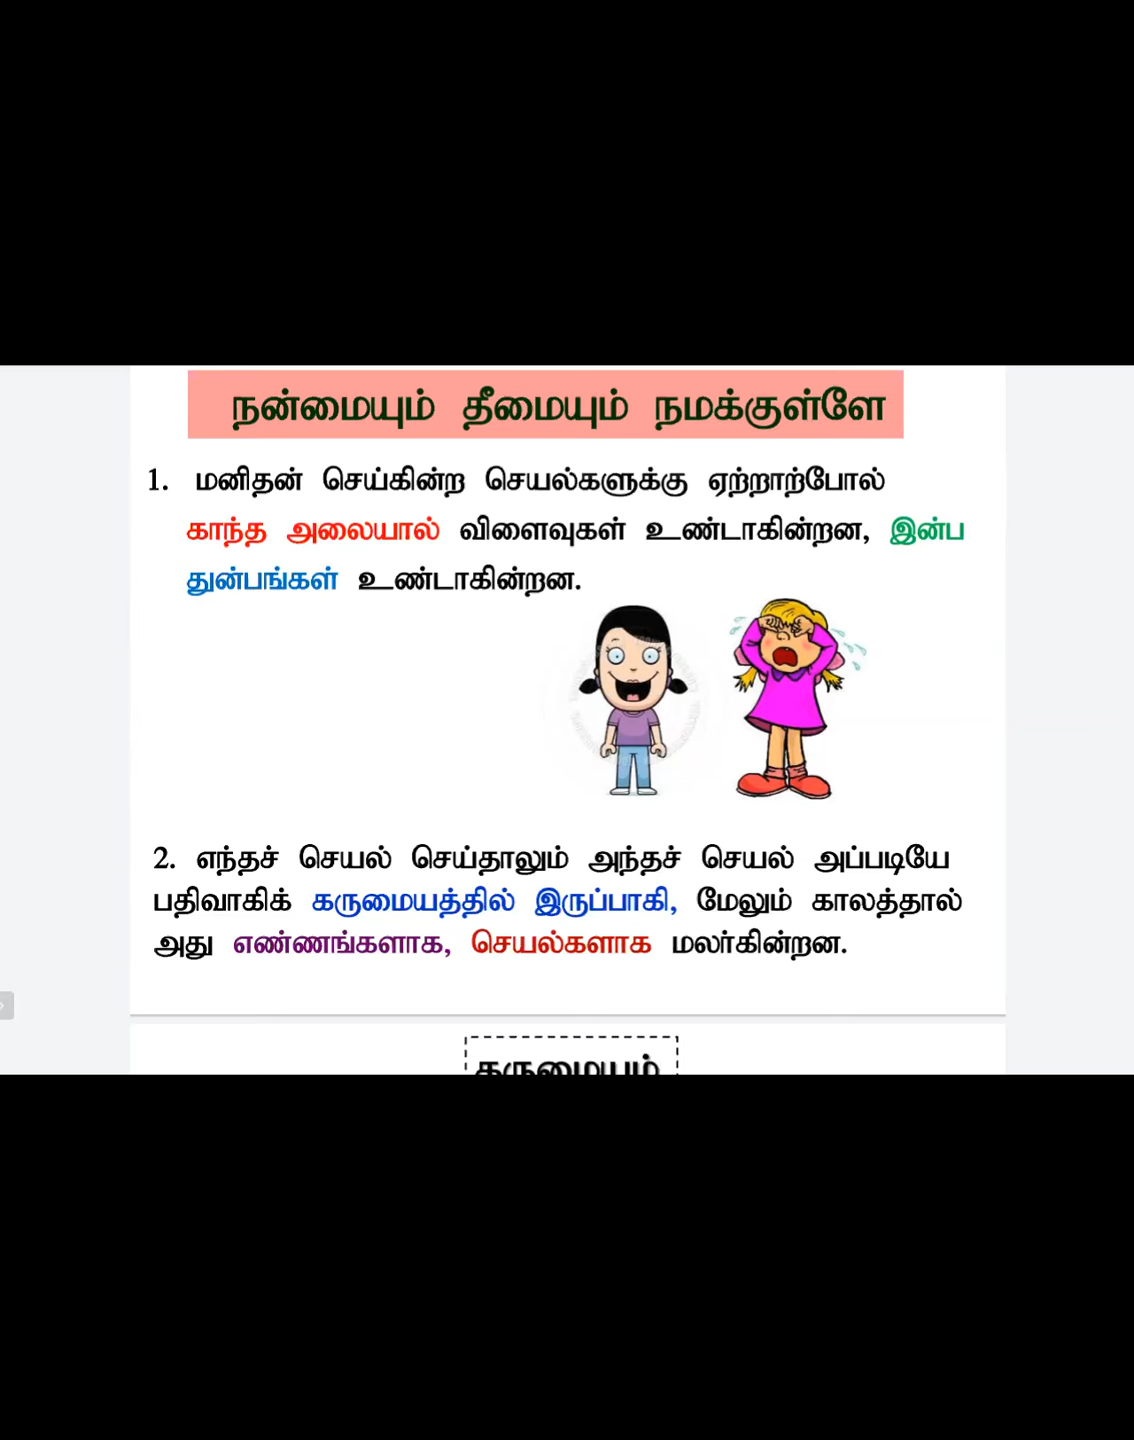 நன்மையும் தீமையும் நமக்குள்ளே
1. மனிதன் செய்கின்ற செயல்களுக்கு ஏற்றாற்போல்
காந்த அலையால் விளைவுகள் உண்டாகின்றன, இன்ப
துன்பங்கள் உண்டாகின்றன.
2. எந்தச் செயல் செய்தாலும் அந்தச் செயல் அப்படியே
பதிவாகிக் கருமையத்தில் இருப்பாகி, மேலும் காலத்தால்
அது எண்ணங்களாக, செயல்களாக மலர்கின்றன.